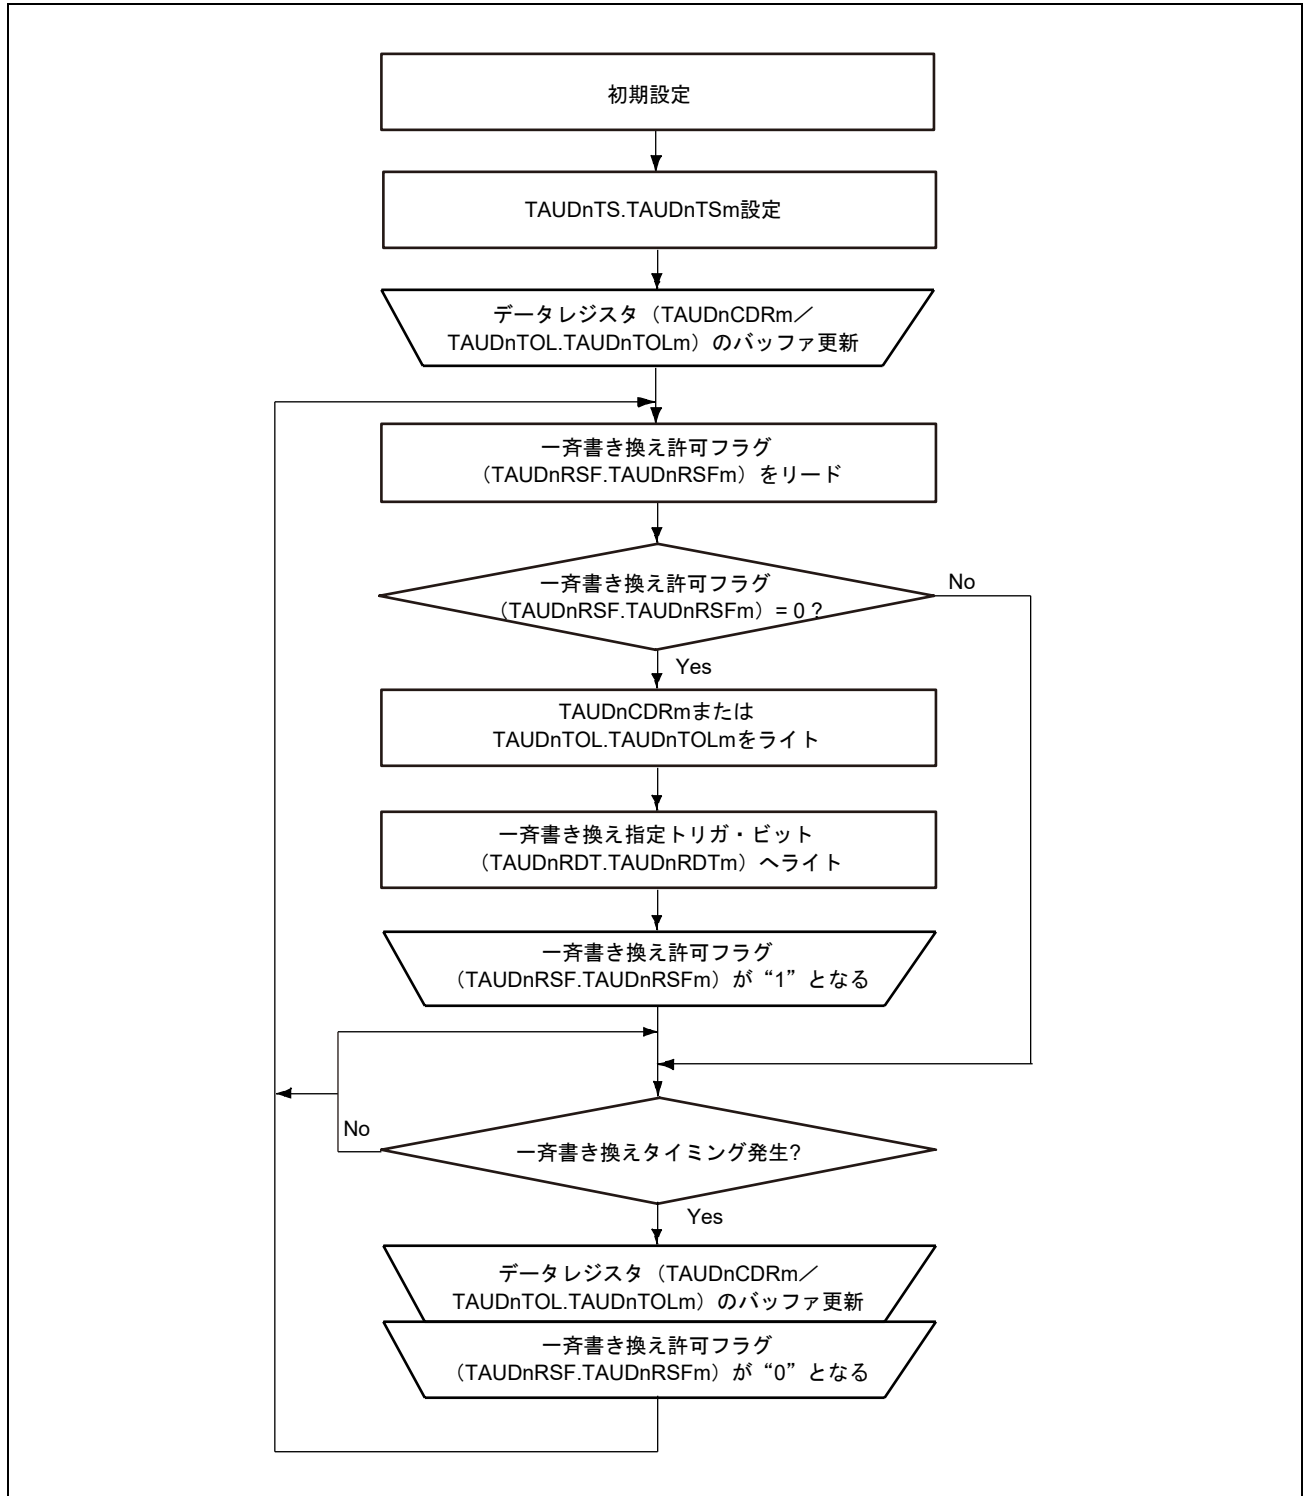 初期設定
TAUDnTS.TAUDnTSm設定
データレジスタ（TAUDnCDRm／
TAUDnTOL.TAUDnTOLm）のバッファ更新
一斉書き換え許可フラグ
（TAUDnRSF.TAUDnRSFm）をリード
一斉書き換え許可フラグ
（TAUDnRSF.TAUDnRSFm）= 0 ?
No
Yes
TAUDnCDRmまたは
TAUDnTOL.TAUDnTOLmをライト
一斉書き換え指定トリガ・ビット
（TAUDnRDT.TAUDnRDTm）へライト
一斉書き換え許可フラグ
（TAUDnRSF.TAUDnRSFm）が“1”となる
No
一斉書き換えタイミング発生?
Yes
データレジスタ（TAUDnCDRm／
TAUDnTOL.TAUDnTOLm）のバッファ更新
一斉書き換え許可フラグ
（TAUDnRSF.TAUDnRSFm）が“0”となる